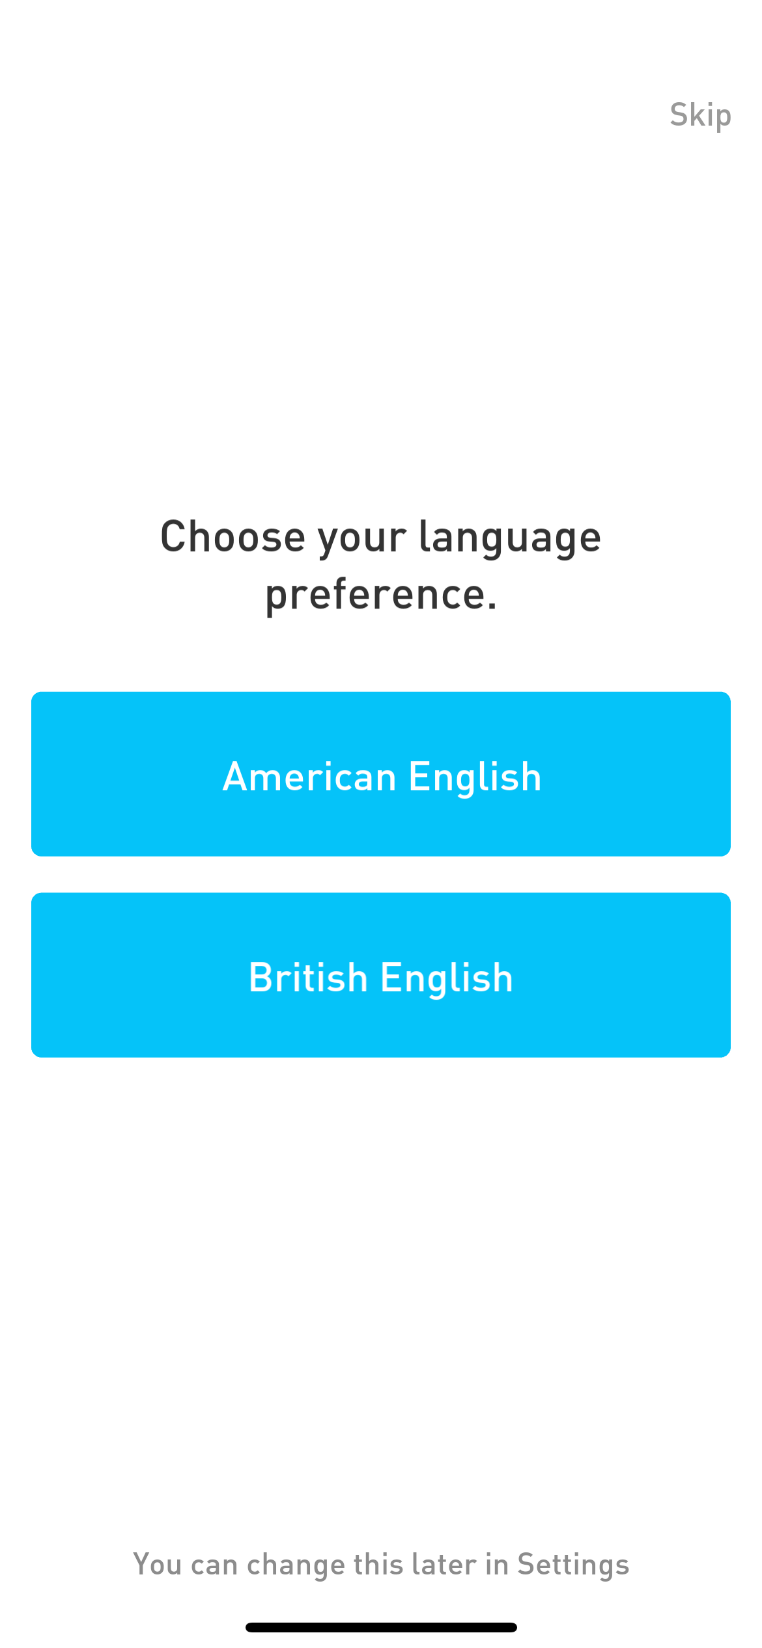 Skip
Choose your language
preference.
American English
British English
You can change this later in Settings